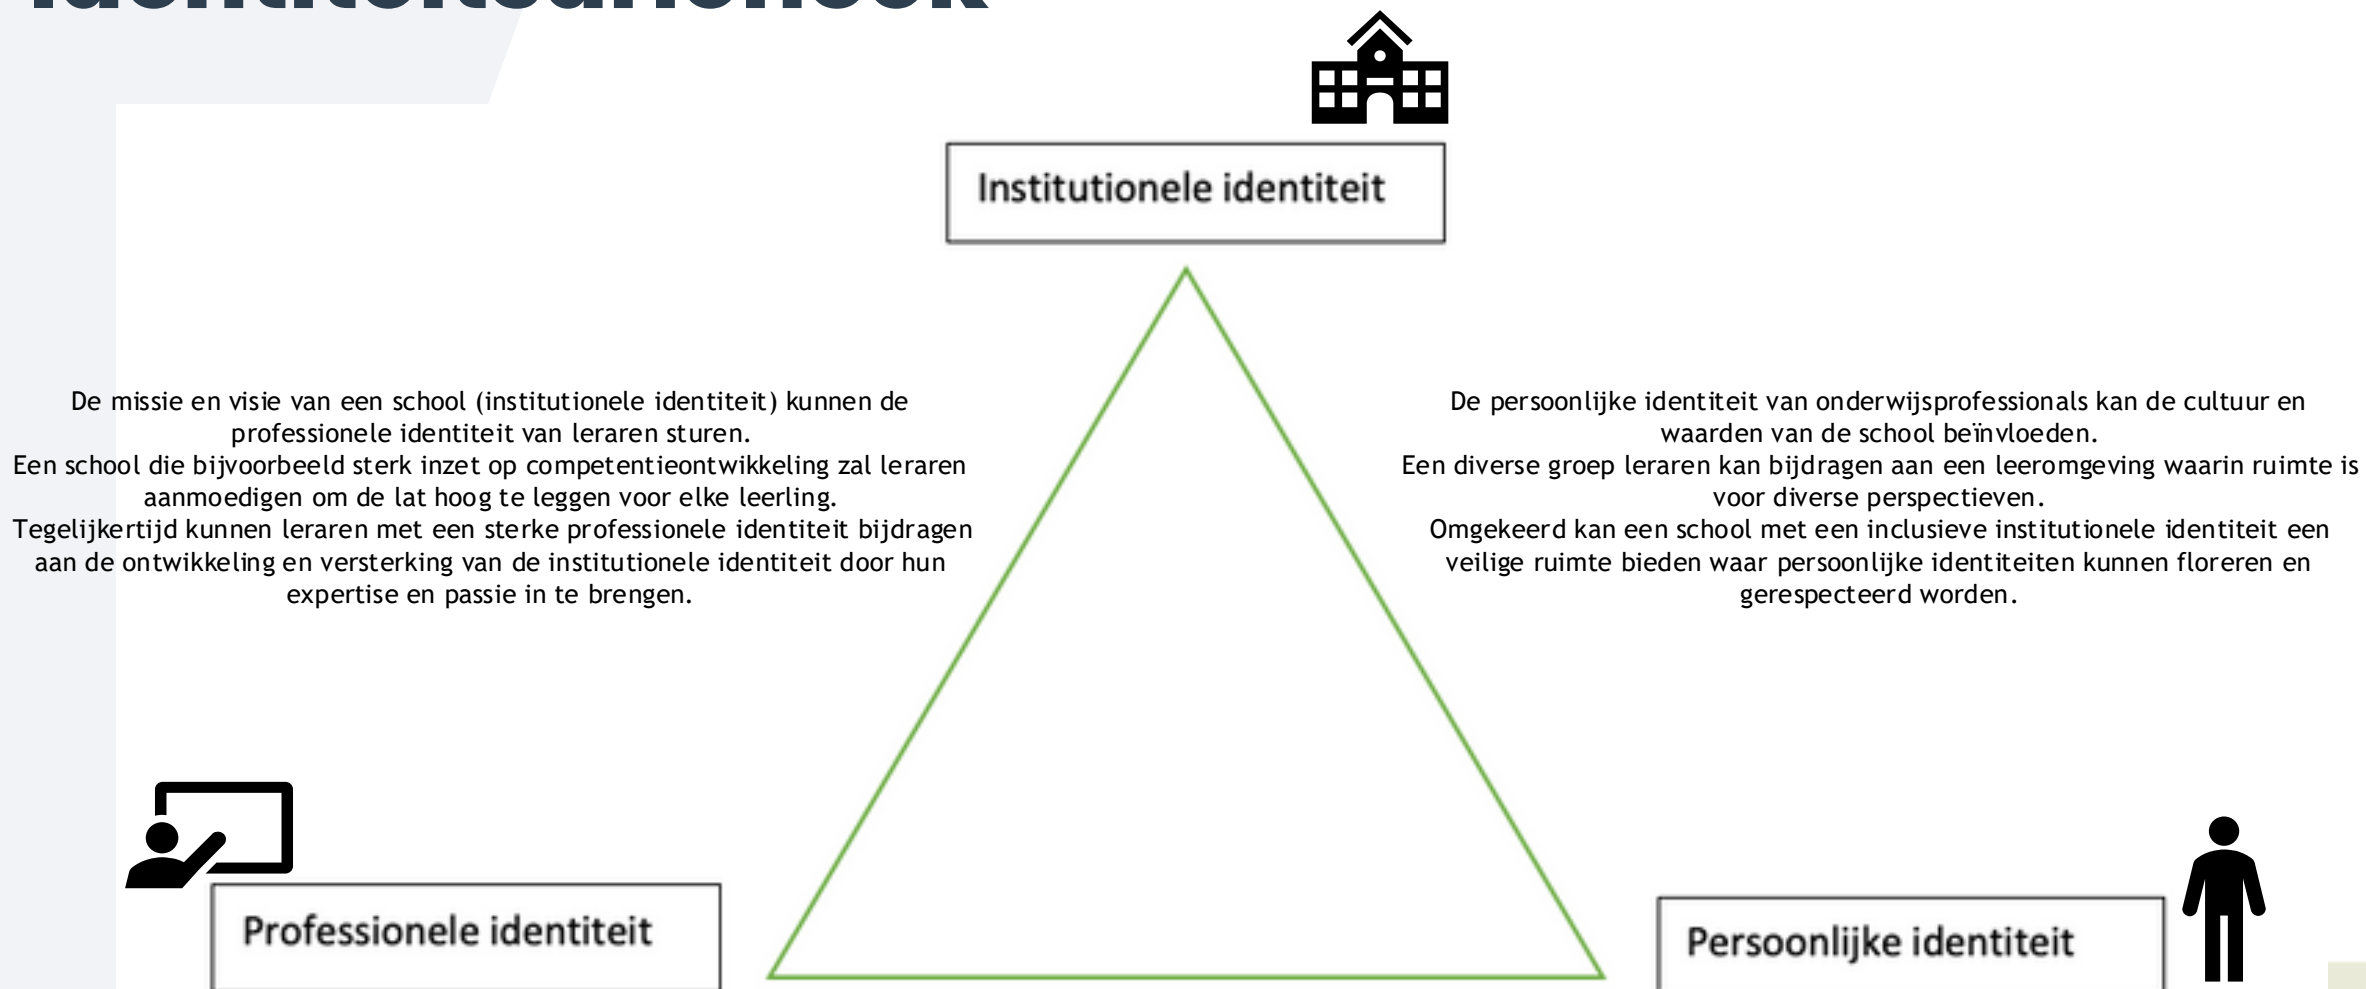 Identiteitsdriehoek
Institutionele identiteit
De missie en visie van een school (institutionele identiteit) kunnen de
professionele identiteit van leraren sturen.
Een school die bijvoorbeeld sterk inzet op competentieontwikkeling zal leraren
aanmoedigen om de lat hoog te leggen voor elke leerling.
Tegelijkertijd kunnen leraren met een sterke professionele identiteit bijdragen
aan de ontwikkeling en versterking van de institutionele identiteit door hun
expertise en passie in te brengen.
De persoonlijke identiteit van onderwijsprofessionals kan de cultuur en
waarden van de school beïnvloeden.
Een diverse groep leraren kan bijdragen aan een leeromgeving waarin ruimte is
voor diverse perspectieven.
Omgekeerd kan een school met een inclusieve institutionele identiteit een
veilige ruimte bieden waar persoonlijke identiteiten kunnen floreren en
gerespecteerd worden.
Professionele identiteit
Persoonlijke identiteit